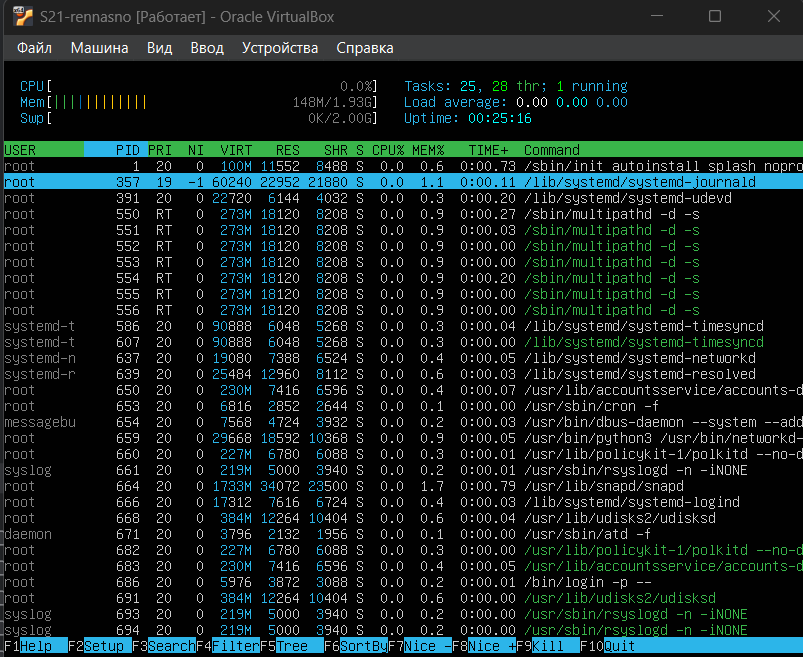 S21-rennasno [Работает] - Oracle VirtualBox
Файл Машина Вид Ввод Устройства Справка
CPU[ 0.0%] Tasks: 25, 28 thr; 1 running
Mem[|||||||||||| 148M/1.93G] Load average: 0.00 0.00 0.00
Swp[ 0K/2.00G] Uptime: 00:25:16
USER PID PRI NI VIRT RES SHR S CPU% MEM% TIME+ Command
root 1 20 0 100M 11552 8488 S 0.0 0.6 0:00.73 /sbin/init autoinstall splash nopro
root 357 19 -1 60240 22952 21880 S 0.0 1.1 0:00.11 /lib/systemd/systemd-journald
root 391 20 0 22720 6144 4032 S 0.0 0.3 0:00.20 /lib/systemd/systemd-udevd
root 550 RT 0 273M 18120 8208 S 0.0 0.9 0:00.27 /sbin/multipathd -d -s
root 551 RT 0 273M 18120 8208 S 0.0 0.9 0:00.03 /sbin/multipathd -d -s
root 552 RT 0 273M 18120 8208 S 0.0 0.9 0:00.00 /sbin/multipathd -d -s
root 553 RT 0 273M 18120 8208 S 0.0 0.9 0:00.00 /sbin/multipathd -d -s
root 554 RT 0 273M 18120 8208 S 0.0 0.9 0:00.20 /sbin/multipathd -d -s
root 555 RT 0 273M 18120 8208 S 0.0 0.9 0:00.00 /sbin/multipathd -d -s
root 556 RT 0 273M 18120 8208 S 0.0 0.9 0:00.00 /sbin/multipathd -d -s
systemd-t 586 20 0 90888 6048 5268 S 0.0 0.3 0:00.04 /lib/systemd/systemd-timesyncd
systemd-t 607 20 0 90888 6048 5268 S 0.0 0.3 0:00.00 /lib/systemd/systemd-timesyncd
systemd-n 637 20 0 19080 7388 6524 S 0.0 0.4 0:00.05 /lib/systemd/systemd-networkd
systemd-r 639 20 0 25484 12960 8112 S 0.0 0.6 0:00.03 /lib/systemd/systemd-resolved
root 650 20 0 230M 7416 6596 S 0.0 0.4 0:00.07 /usr/lib/accountsservice/accounts-d
root 653 20 0 6816 2852 2644 S 0.0 0.1 0:00.00 /usr/sbin/cron -f
messagebu 654 20 0 7568 4724 3932 S 0.0 0.2 0:00.03 /usr/bin/dbus-daemon --system --add
root 659 20 0 29668 18592 10368 S 0.0 0.9 0:00.05 /usr/bin/python3 /usr/bin/networkd-
root 660 20 0 227M 6780 6088 S 0.0 0.3 0:00.01 /usr/lib/policykit-1/polkitd --no-d
syslog 661 20 0 219M 5000 3940 S 0.0 0.2 0:00.01 /usr/sbin/rsyslogd -n -iNONE
root 664 20 0 1733M 34072 23500 S 0.0 1.7 0:00.79 /usr/lib/snapd/snapd
root 666 20 0 17312 7616 6724 S 0.0 0.4 0:00.03 /lib/systemd/systemd-logind
root 668 20 0 384M 12264 10404 S 0.0 0.6 0:00.04 /usr/lib/udisks2/udisksd
daemon 671 20 0 3796 2132 1956 S 0.0 0.1 0:00.00 /usr/sbin/atd -f
root 682 20 0 227M 6780 6088 S 0.0 0.3 0:00.00 /usr/lib/policykit-1/polkitd --no-d
root 683 20 0 230M 7416 6596 S 0.0 0.4 0:00.05 /usr/lib/accountsservice/accounts-d
root 686 20 0 5976 3872 3088 S 0.0 0.2 0:00.01 /bin/login -p --
root 691 20 0 384M 12264 10404 S 0.0 0.6 0:00.00 /usr/lib/udisks2/udisksd
syslog 693 20 0 219M 5000 3940 S 0.0 0.2 0:00.00 /usr/sbin/rsyslogd -n -iNONE
syslog 694 20 0 219M 5000 3940 S 0.0 0.2 0:00.00 /usr/sbin/rsyslogd -n -iNONE
F1Help F2Setup F3SearchF4FilterF5Tree F6SortByF7Nice -F8Nice +F9Kill F10Quit